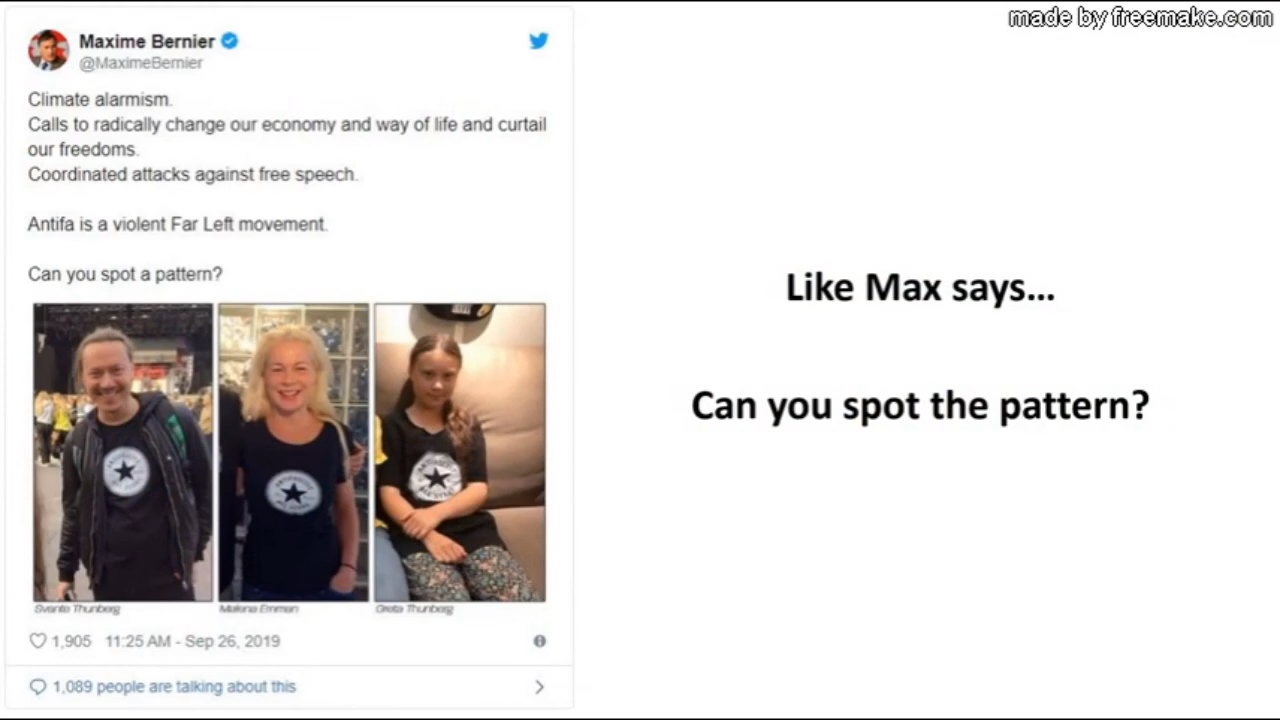 made by freemake.com
Maxime Bernier
@MaximeBernier
Climate alarmism.
Calls to radically change our economy and way of life and curtail
our freedoms.
Coordinated attacks against free speech.
Antifa is a violent Far Left movement.
Can you spot a pattern?
Svante Thunberg
Malena Ernman
Greta Thunberg
1,905 11:25 AM - Sep 26, 2019
1,089 people are talking about this
Like Max says...
Can you spot the pattern?